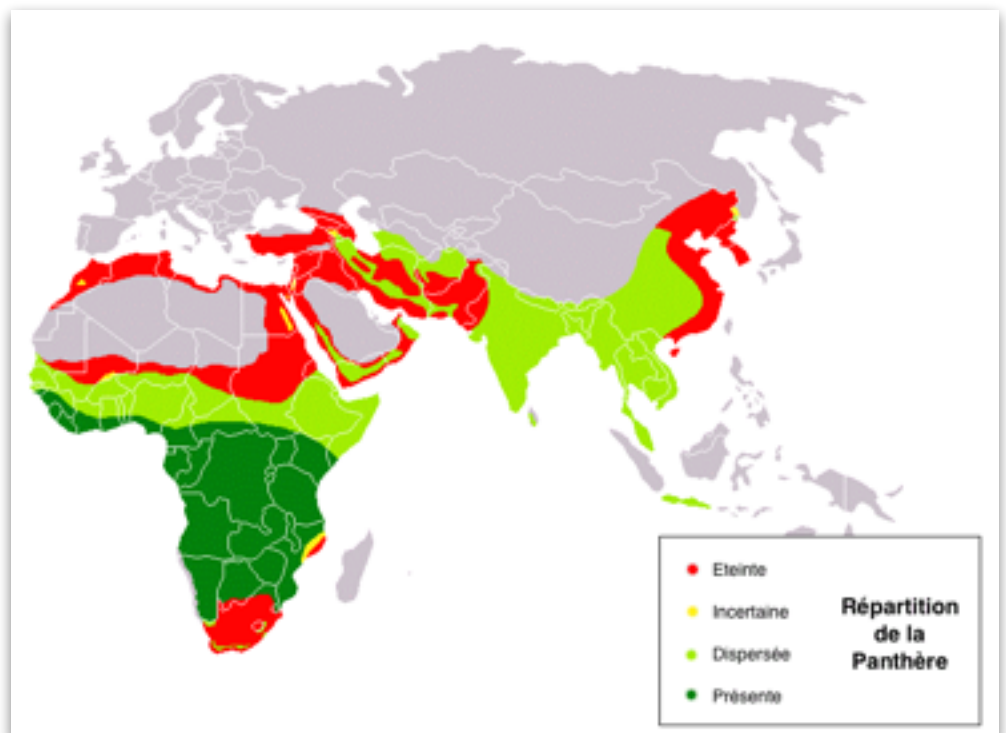 Eteinte
Incertaine
Dispersée
Présente
Répartition
de la
Panthère